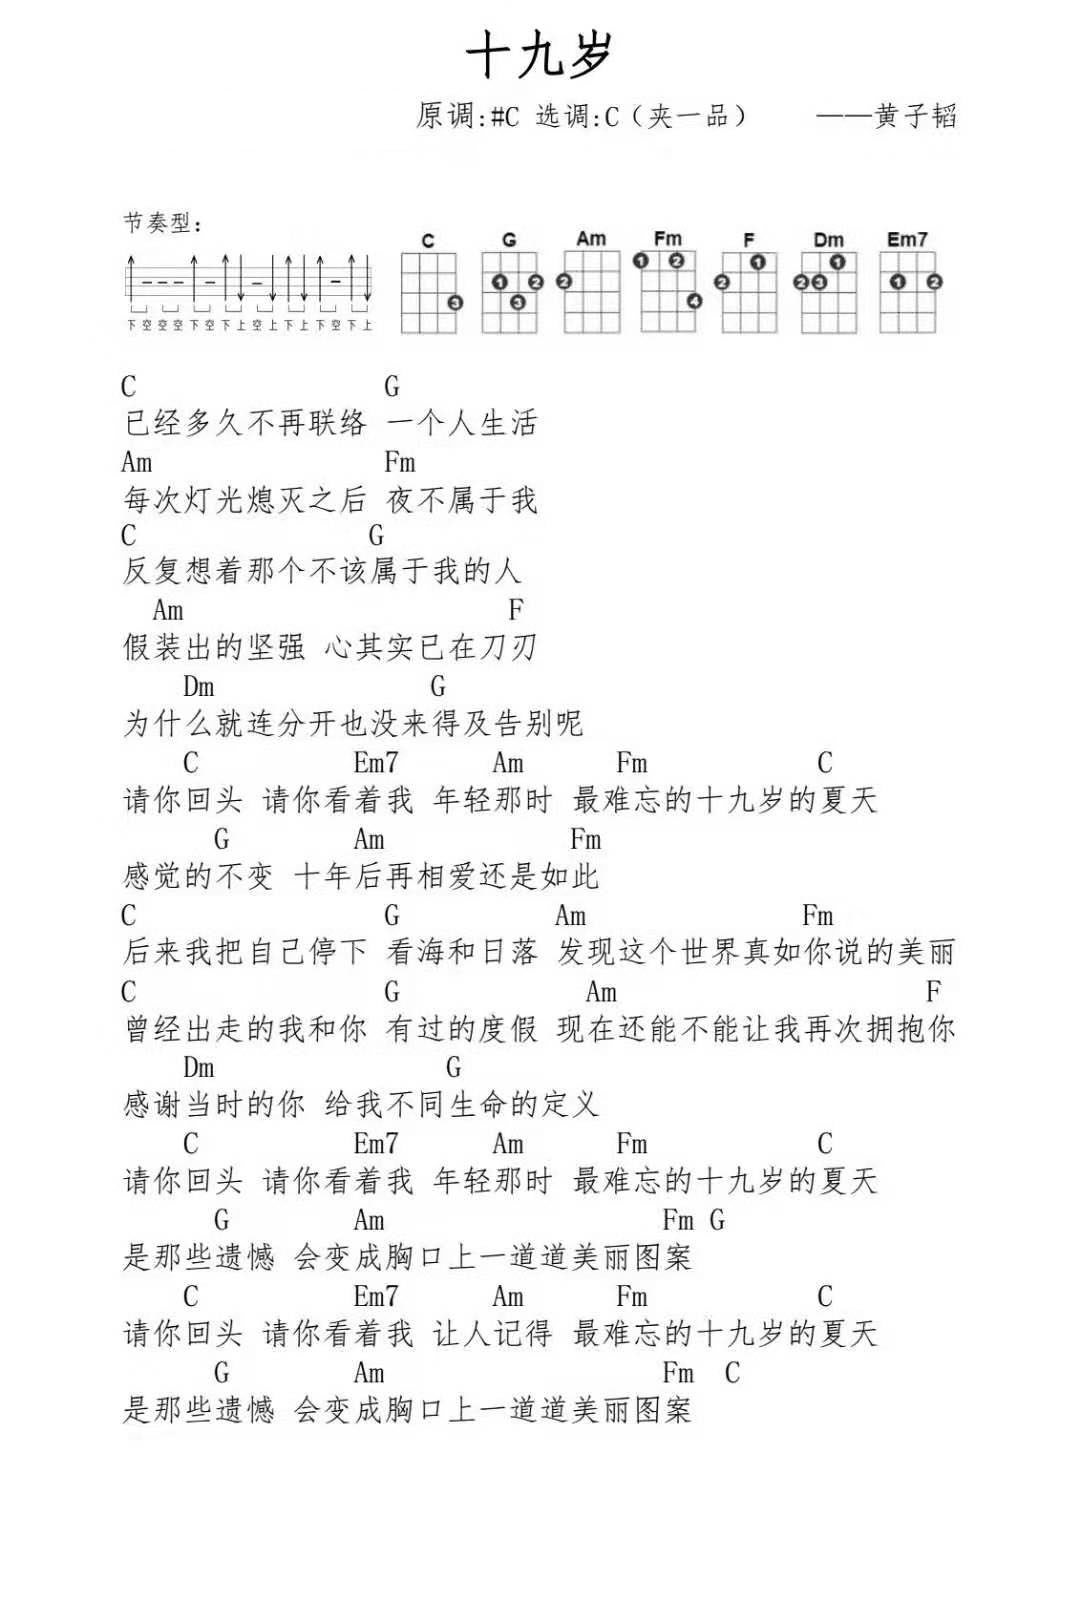 十九岁
原调:#C 选调:C（夹一品） ——黄子韬
节奏型:
C G Am Fm F Dm Em7
下 空 空 空 下 空 下 上 空 上 下 上 下 空 下 上
C G
已经多久不再联络 一个人生活
Am Fm
每次灯光熄灭之后 夜不属于我
C G
反复想着那个不该属于我的人
Am F
假装出的坚强 心其实已在刀刃
Dm G
为什么就连分开也没来得及告别呢
C Em7 Am Fm C
请你回头 请你看着我 年轻那时 最难忘的十九岁的夏天
G Am Fm
感觉的不变 十年后再相爱还是如此
C G Am Fm
后来我把自己停下 看海和日落 发现这个世界真如你说的美丽
C G Am F
曾经出走的我和你 有过的度假 现在还能不能让我再次拥抱你
Dm G
感谢当时的你 给我不同生命的定义
C Em7 Am Fm C
请你回头 请你看着我 年轻那时 最难忘的十九岁的夏天
G Am Fm G
是那些遗憾 会变成胸口上一道道美丽图案
C Em7 Am Fm C
请你回头 请你看着我 让人记得 最难忘的十九岁的夏天
G Am Fm C
是那些遗憾 会变成胸口上一道道美丽图案